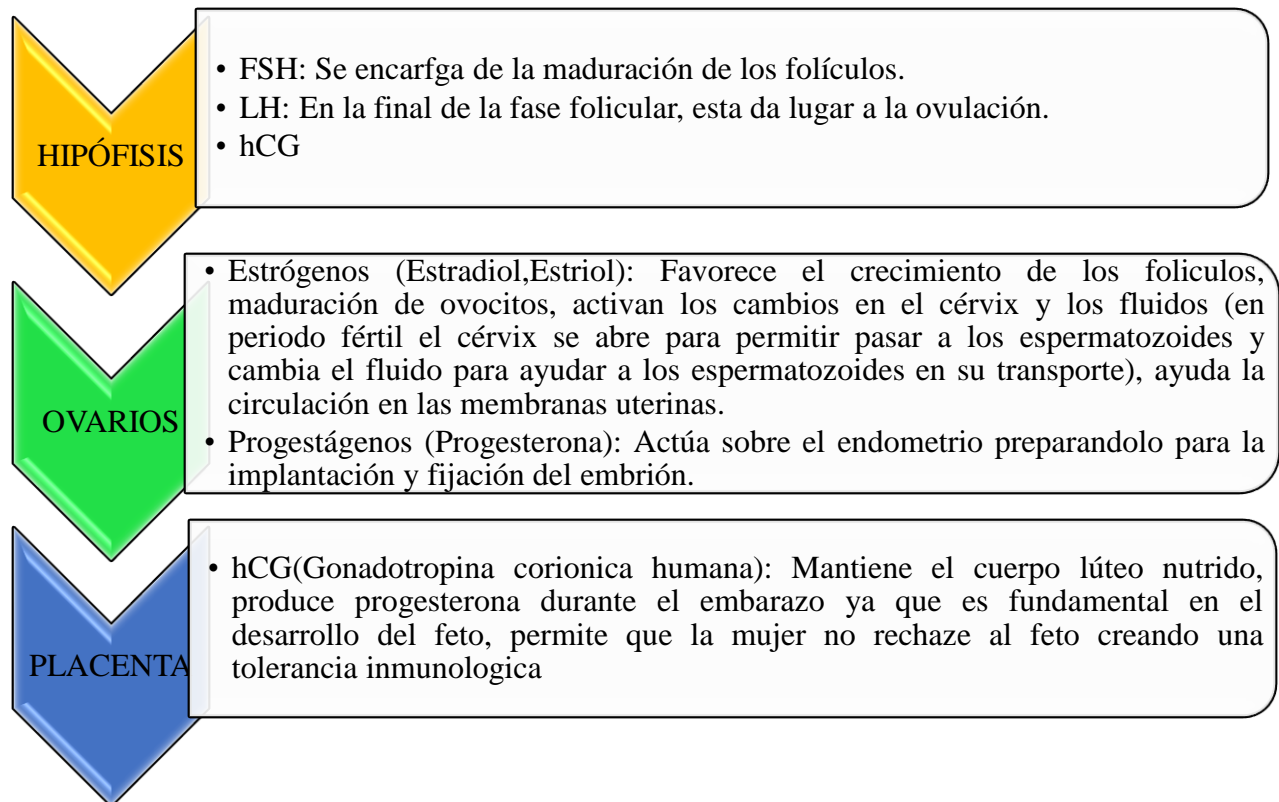 HIPÓFISIS
• FSH: Se encarfga de la maduración de los folículos.
• LH: En la final de la fase folicular, esta da lugar a la ovulación.
• hCG
OVARIOS
• Estrógenos (Estradiol,Estriol): Favorece el crecimiento de los foliculos,
maduración de ovocitos, activan los cambios en el cérvix y los fluidos (en
periodo fértil el cérvix se abre para permitir pasar a los espermatozoides y
cambia el fluido para ayudar a los espermatozoides en su transporte), ayuda la
circulación en las membranas uterinas.
• Progestágenos (Progesterona): Actúa sobre el endometrio preparandolo para la
implantación y fijación del embrión.
PLACENTA
• hCG(Gonadotropina corionica humana): Mantiene el cuerpo lúteo nutrido,
produce progesterona durante el embarazo ya que es fundamental en el
desarrollo del feto, permite que la mujer no rechaze al feto creando una
tolerancia inmunologica